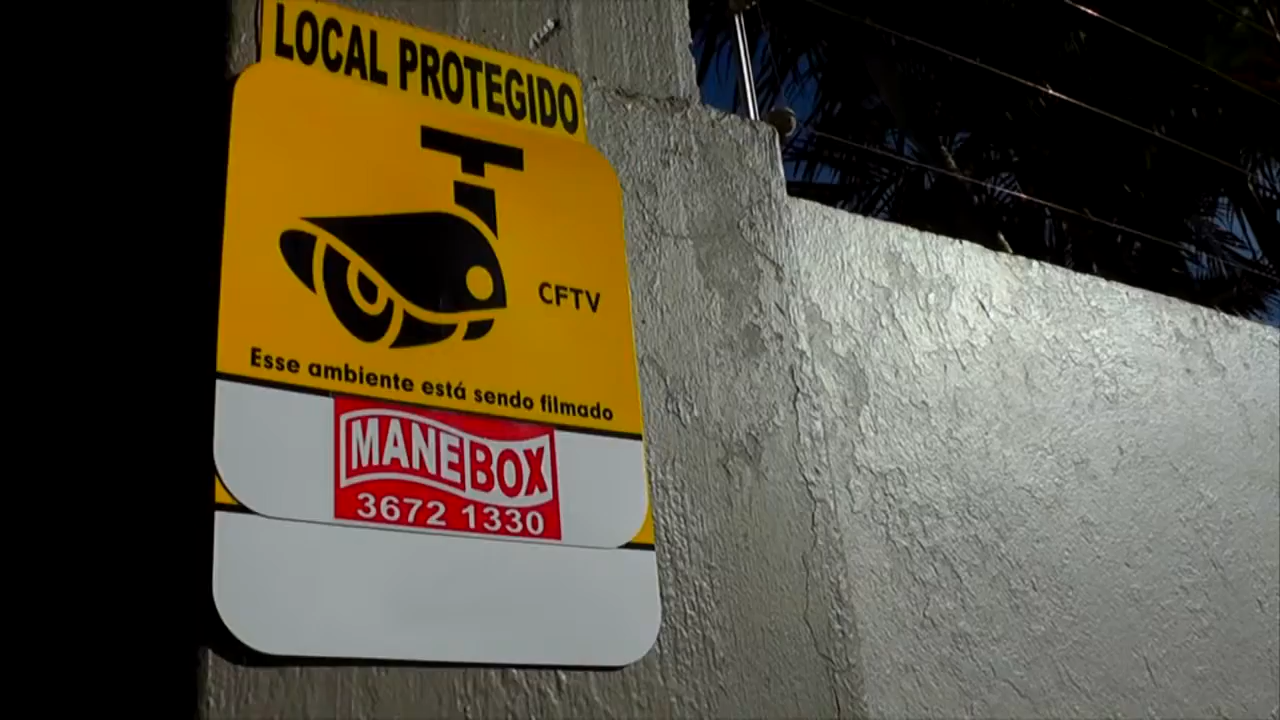 LOCAL PROTEGIDO
CFTV
Esse ambiente está sendo filmado
MANEBOX
3672 1330